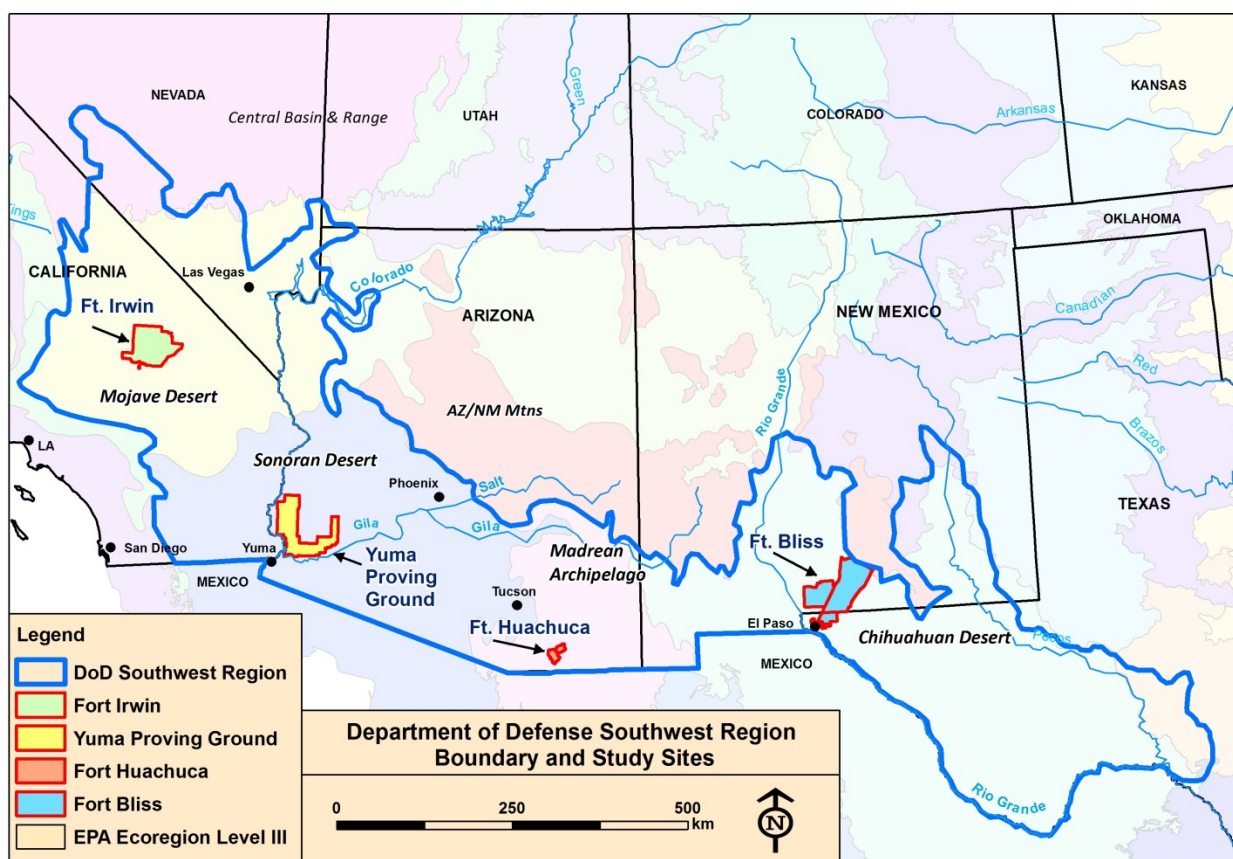 NEVADA
Central Basin & Range
UTAH
Green
COLORADO
Arkansas
KANSAS
Kings
CALIFORNIA
Las Vegas
Colorado
ARIZONA
NEW MEXICO
OKLAHOMA
Canadian
Ft. Irwin
Mojave Desert
AZ/NM Mtns
Rio Grande
Red
Brazos
LA
Sonoran Desert
Phoenix
Salt
TEXAS
San Diego
Yuma
MEXICO
Gila
Gila
Yuma
Proving
Ground
Madrean
Archipelago
Ft. Bliss
Tucson
Ft. Huachuca
El Paso
MEXICO
Chihuahuan Desert
Pecos
Rio Grande
Legend
DoD Southwest Region
Fort Irwin
Yuma Proving Ground
Fort Huachuca
Fort Bliss
EPA Ecoregion Level III
Department of Defense Southwest Region
Boundary and Study Sites
0 250 500
km
N